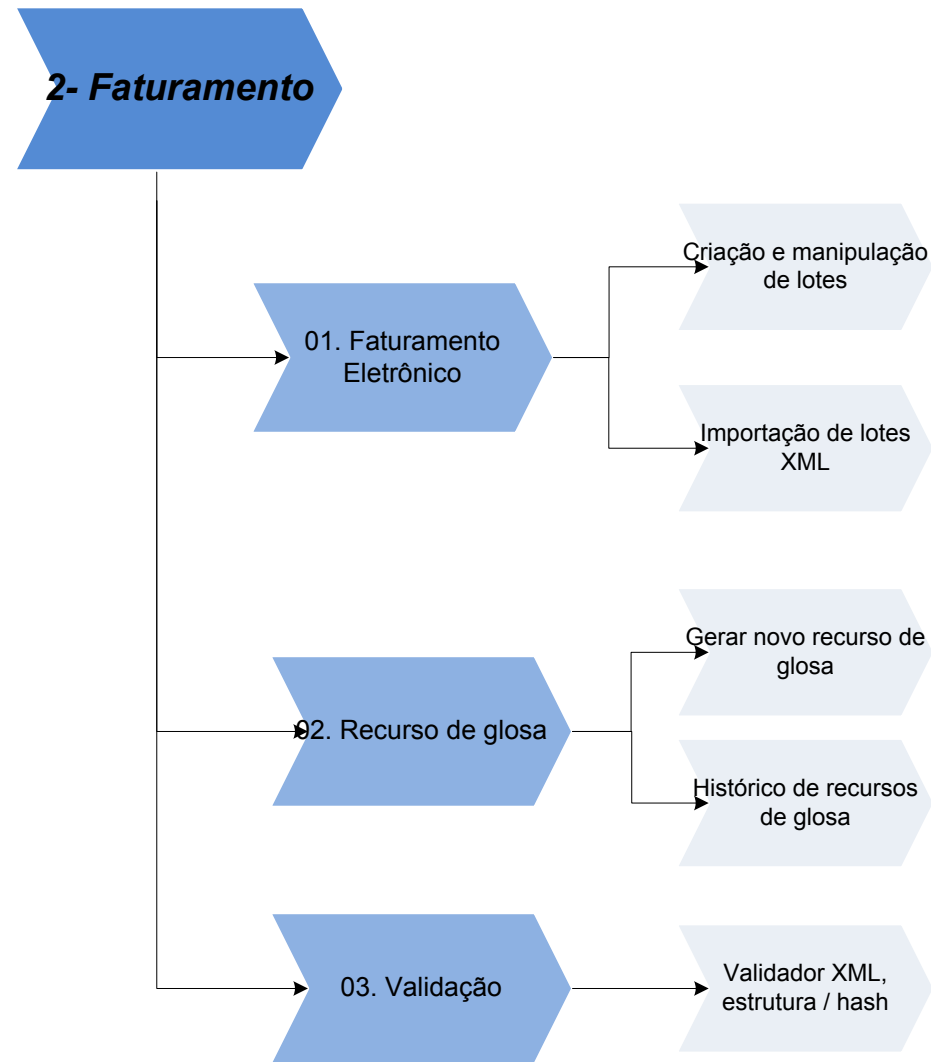 2- Faturamento
01. Faturamento
Eletrônico
Criação e manipulação
de lotes
Importação de lotes
XML
02. Recurso de glosa
Gerar novo recurso de
glosa
Histórico de recursos
de glosa
03. Validação
Validador XML,
estrutura / hash